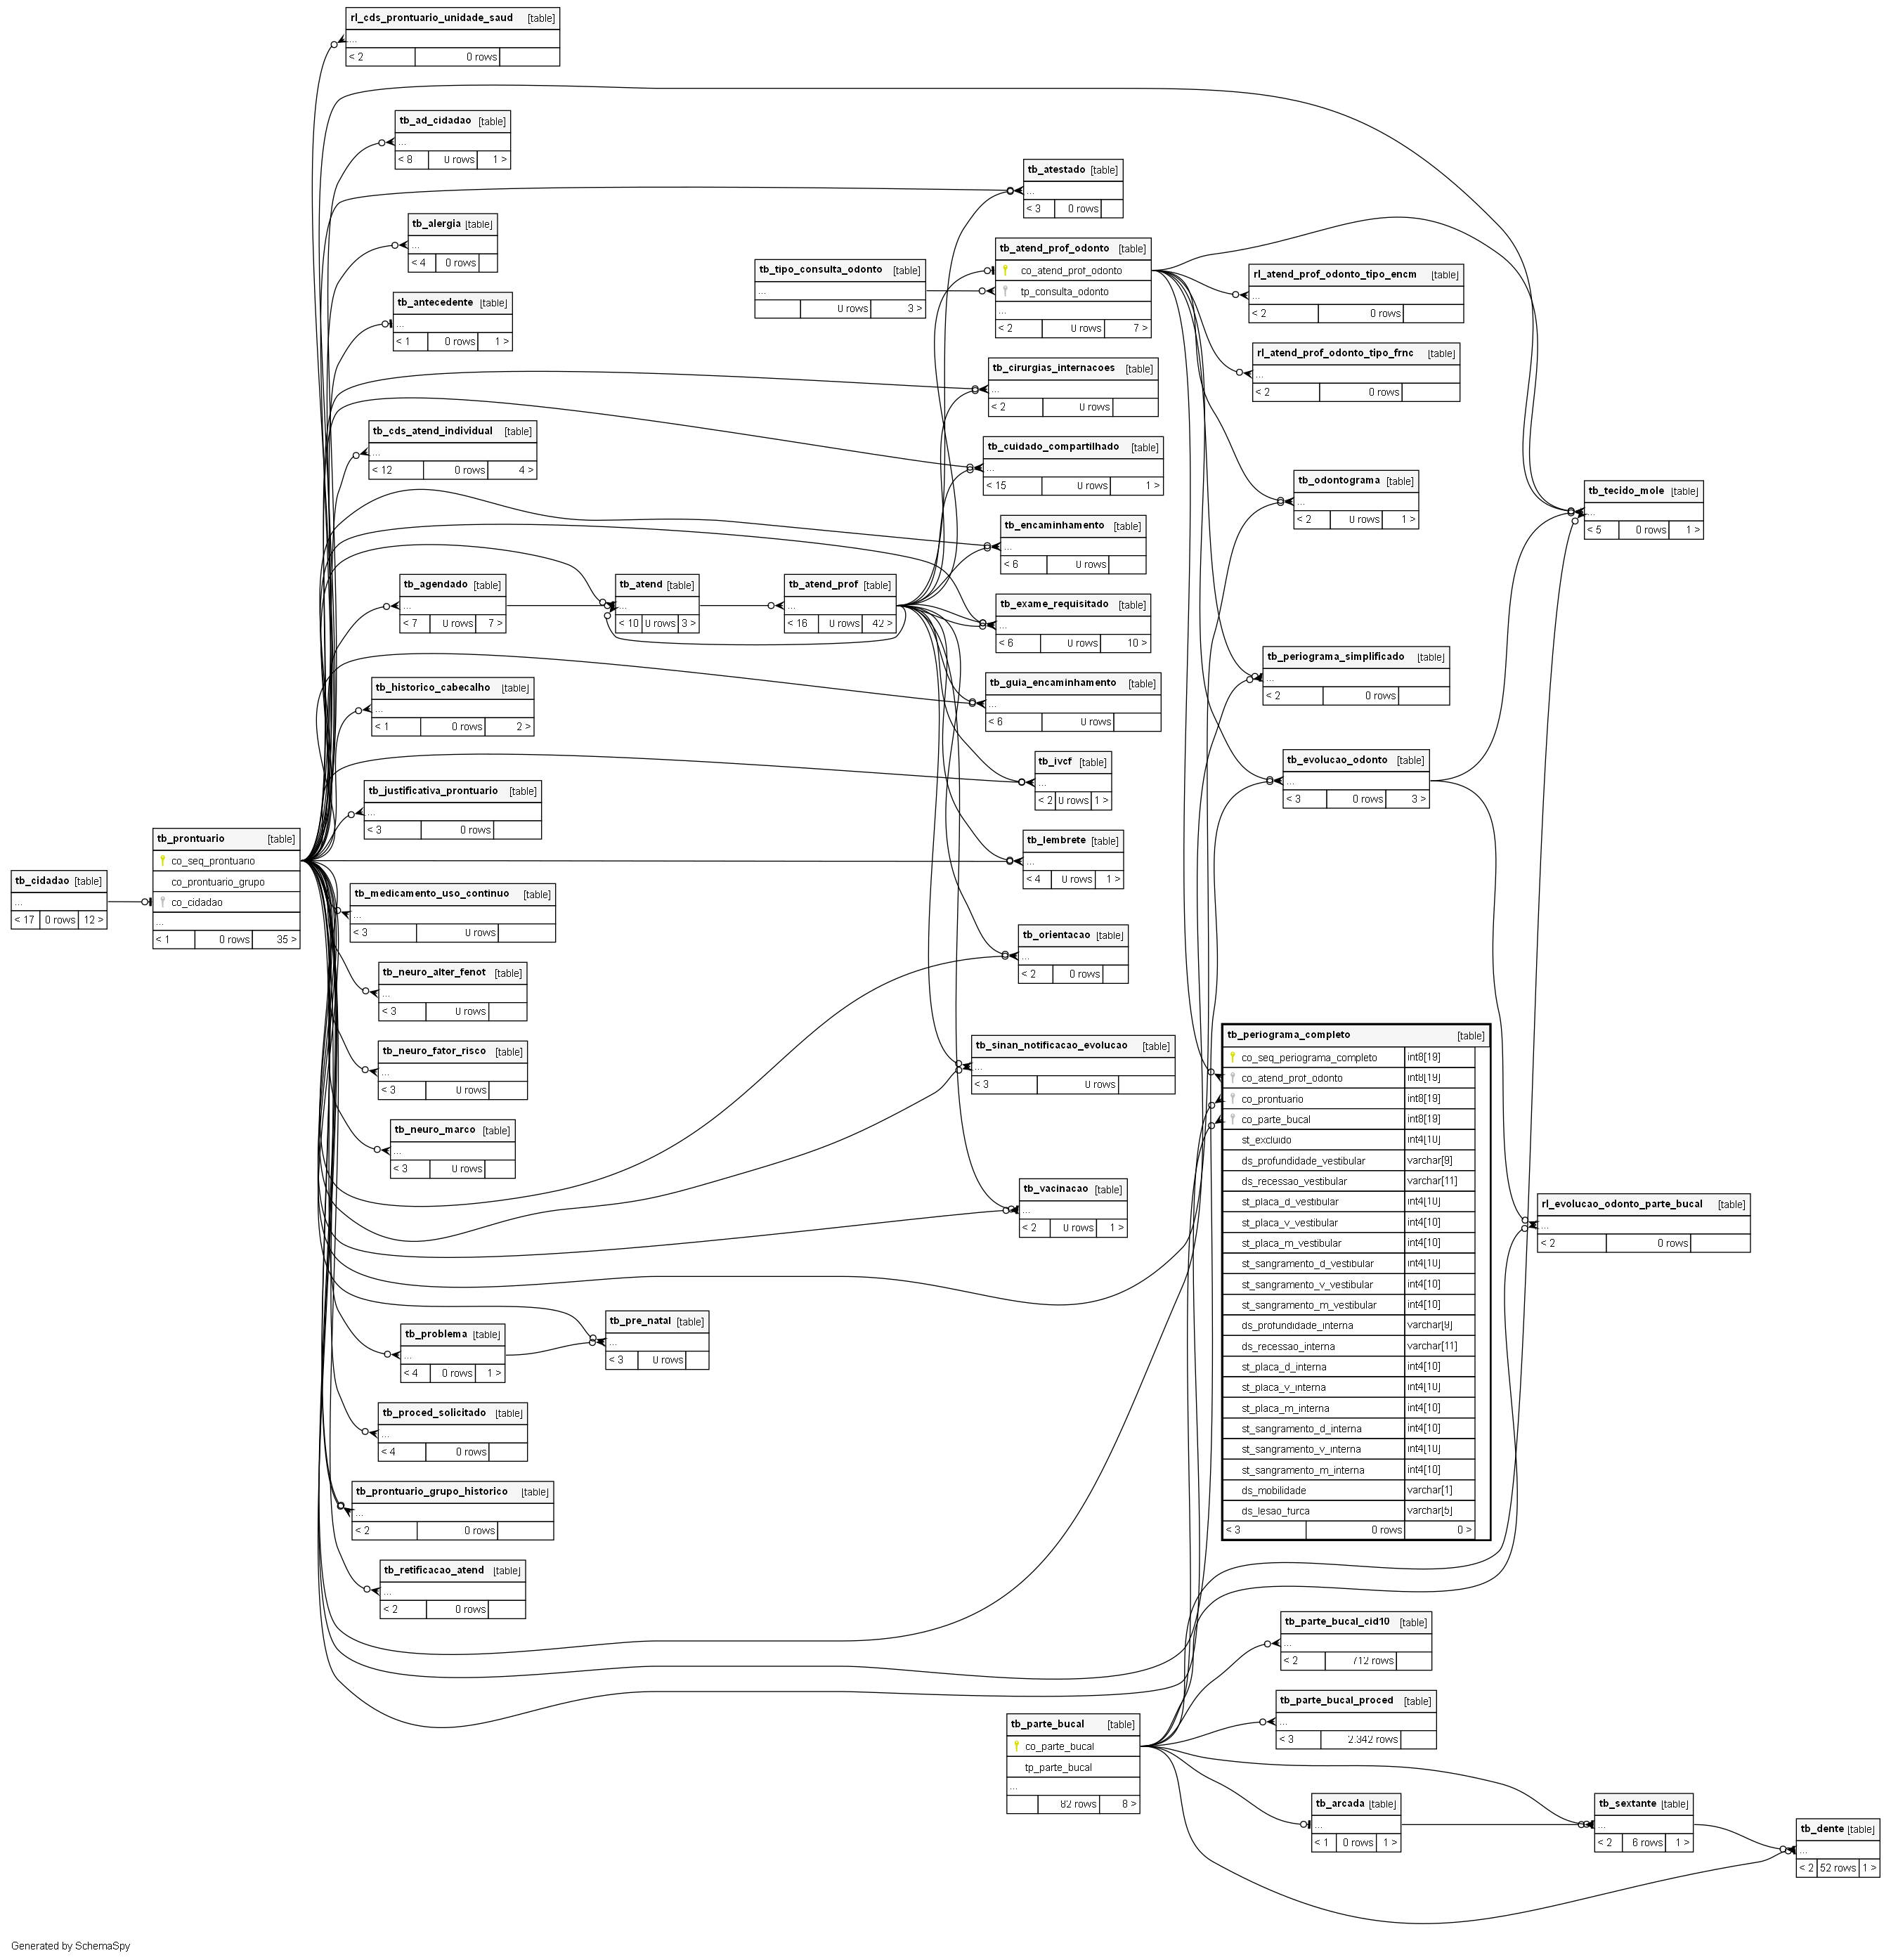 rl_cds_prontuario_unidade_saud [table]
...
< 2 0 rows
tb_ad_cidadao [table]
...
< 8 0 rows 1 >
tb_alergia [table]
...
< 4 0 rows
tb_antecedente [table]
...
< 1 0 rows 1 >
tb_cds_atend_individual [table]
...
< 12 0 rows 4 >
tb_agendado [table]
...
< 7 0 rows 7 >
tb_historico_cabecalho [table]
...
< 1 0 rows 2 >
tb_justificativa_prontuario [table]
...
< 3 0 rows
tb_cidadao [table]
...
< 17 0 rows 12 >
tb_prontuario [table]
co_seq_prontuario
co_prontuario_grupo
co_cidadao
...
< 1 0 rows 35 >
tb_medicamento_uso_continuo [table]
...
< 3 0 rows
tb_neuro_alter_fenot [table]
...
< 3 0 rows
tb_neuro_fator_risco [table]
...
< 3 0 rows
tb_neuro_marco [table]
...
< 3 0 rows
tb_problema [table]
...
< 4 0 rows 1 >
tb_pre_natal [table]
...
< 3 0 rows
tb_proced_solicitado [table]
...
< 4 0 rows
tb_prontuario_grupo_historico [table]
...
< 2 0 rows
tb_retificacao_atend [table]
...
< 2 0 rows
tb_atend [table]
...
< 10 0 rows 3 >
tb_atend_prof [table]
...
< 16 0 rows 42 >
tb_tipo_consulta_odonto [table]
...
0 rows 3 >
tb_atestado [table]
...
< 3 0 rows
tb_atend_prof_odonto [table]
co_atend_prof_odonto
tp_consulta_odonto
...
< 2 0 rows 7 >
tb_cirurgias_internacoes [table]
...
< 2 0 rows
tb_cuidado_compartilhado [table]
...
< 15 0 rows 1 >
tb_encaminhamento [table]
...
< 6 0 rows
tb_exame_requisitado [table]
...
< 6 0 rows 10 >
tb_guia_encaminhamento [table]
...
< 6 0 rows
tb_ivcf [table]
...
< 2 0 rows 1 >
tb_lembrete [table]
...
< 4 0 rows 1 >
tb_orientacao [table]
...
< 2 0 rows
tb_sinan_notificacao_evolucao [table]
...
< 3 0 rows
tb_vacinacao [table]
...
< 2 0 rows 1 >
rl_atend_prof_odonto_tipo_encm [table]
...
< 2 0 rows
rl_atend_prof_odonto_tipo_frnc [table]
...
< 2 0 rows
tb_odontograma [table]
...
< 2 0 rows 1 >
tb_tecido_mole [table]
...
< 5 0 rows 1 >
tb_periograma_simplificado [table]
...
< 2 0 rows
tb_evolucao_odonto [table]
...
< 3 0 rows 3 >
tb_periograma_completo [table]
co_seq_periograma_completo int8[19]
co_atend_prof_odonto int8[19]
co_prontuario int8[19]
co_parte_bucal int8[19]
st_excluido int4[10]
ds_profundidade_vestibular varchar[9]
ds_recessao_vestibular varchar[11]
st_placa_d_vestibular int4[10]
st_placa_v_vestibular int4[10]
st_placa_m_vestibular int4[10]
st_sangramento_d_vestibular int4[10]
st_sangramento_v_vestibular int4[10]
st_sangramento_m_vestibular int4[10]
ds_profundidade_interna varchar[9]
ds_recessao_interna varchar[11]
st_placa_d_interna int4[10]
st_placa_v_interna int4[10]
st_placa_m_interna int4[10]
st_sangramento_d_interna int4[10]
st_sangramento_v_interna int4[10]
st_sangramento_m_interna int4[10]
ds_mobilidade varchar[1]
ds_lesao_furca varchar[5]
< 3 0 rows 0 >
rl_evolucao_odonto_parte_bucal [table]
...
< 2 0 rows
tb_parte_bucal_cid10 [table]
...
< 2 712 rows
tb_parte_bucal_proced [table]
...
< 3 2.342 rows
tb_parte_bucal [table]
co_parte_bucal
tp_parte_bucal
...
82 rows 8 >
tb_arcada [table]
...
< 1 0 rows 1 >
tb_sextante [table]
...
< 2 6 rows 1 >
tb_dente [table]
...
< 2 52 rows 1 >
Generated by SchemaSpy